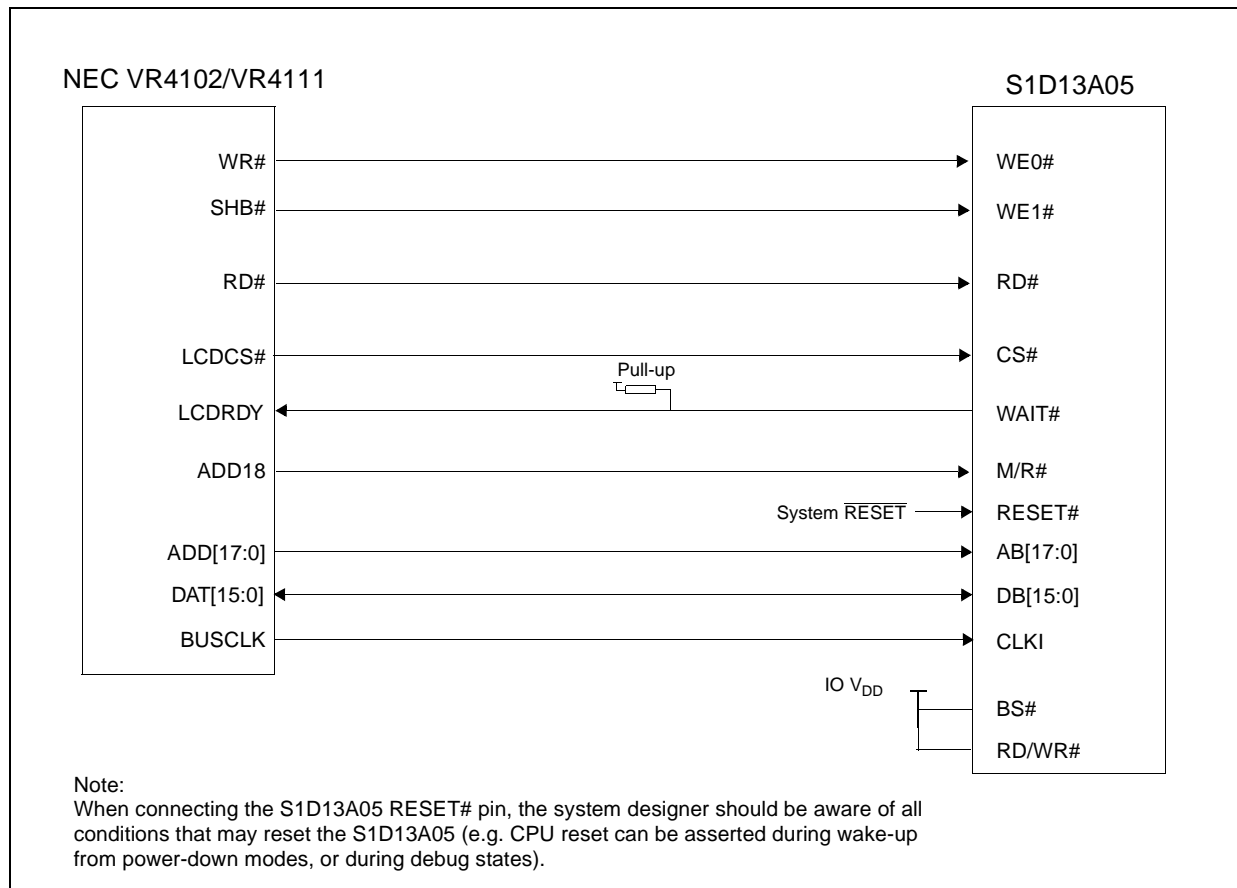 NEC VR4102/VR4111
S1D13A05
WR#
WE0#
SHB#
WE1#
RD#
RD#
LCDCS#
CS#
Pull-up
LCDRDY
WAIT#
ADD18
M/R#
System RESET
RESET#
ADD[17:0]
AB[17:0]
DAT[15:0]
DB[15:0]
BUSCLK
CLKI
IO VDD
BS#
RD/WR#
Note:
When connecting the S1D13A05 RESET# pin, the system designer should be aware of all
conditions that may reset the S1D13A05 (e.g. CPU reset can be asserted during wake-up
from power-down modes, or during debug states).